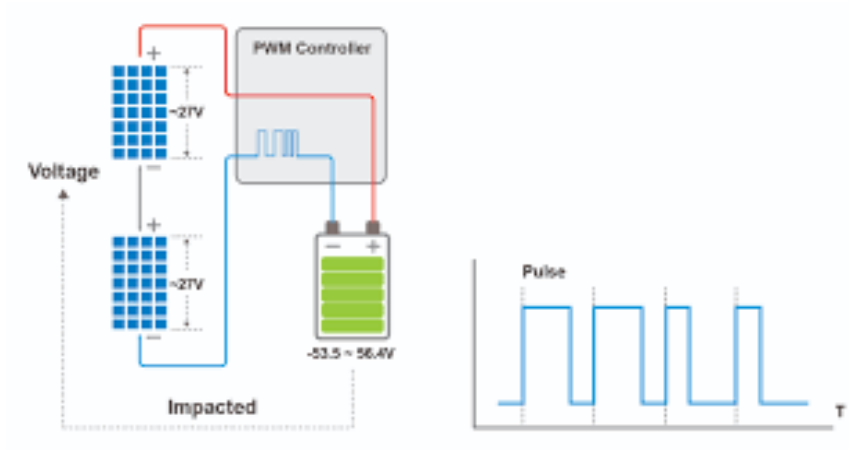 PWM Controller
+
~27V
−
Voltage
+
~27V
−
− +
-53.5 ~ 56.4V
Impacted
Pulse
T